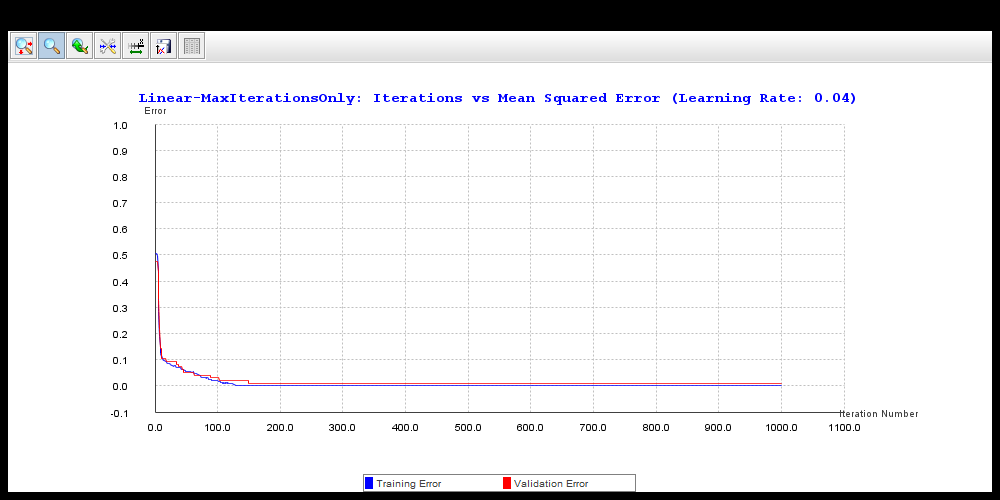 Linear-MaxIterationsOnly: Iterations vs Mean Squared Error (Learning Rate: 0.04)
Error
1.0
0.9
0.8
0.7
0.6
0.5
0.4
0.3
0.2
0.1
0.0
-0.1
Iteration Number
0.0 100.0 200.0 300.0 400.0 500.0 600.0 700.0 800.0 900.0 1000.0 1100.0
Training Error Validation Error